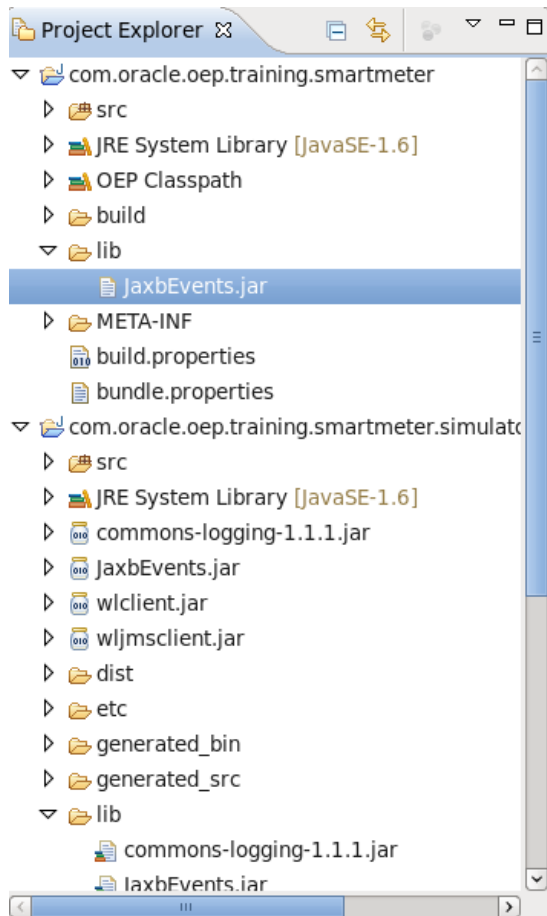 Project Explorer
com.oracle.oep.training.smartmeter
src
JRE System Library [JavaSE-1.6]
OEP Classpath
build
lib
JaxbEvents.jar
META-INF
build.properties
bundle.properties
com.oracle.oep.training.smartmeter.simulato
src
JRE System Library [JavaSE-1.6]
commons-logging-1.1.1.jar
JaxbEvents.jar
wlclient.jar
wljmsclient.jar
dist
etc
generated_bin
generated_src
lib
commons-logging-1.1.1.jar
JaxbEvents.jar